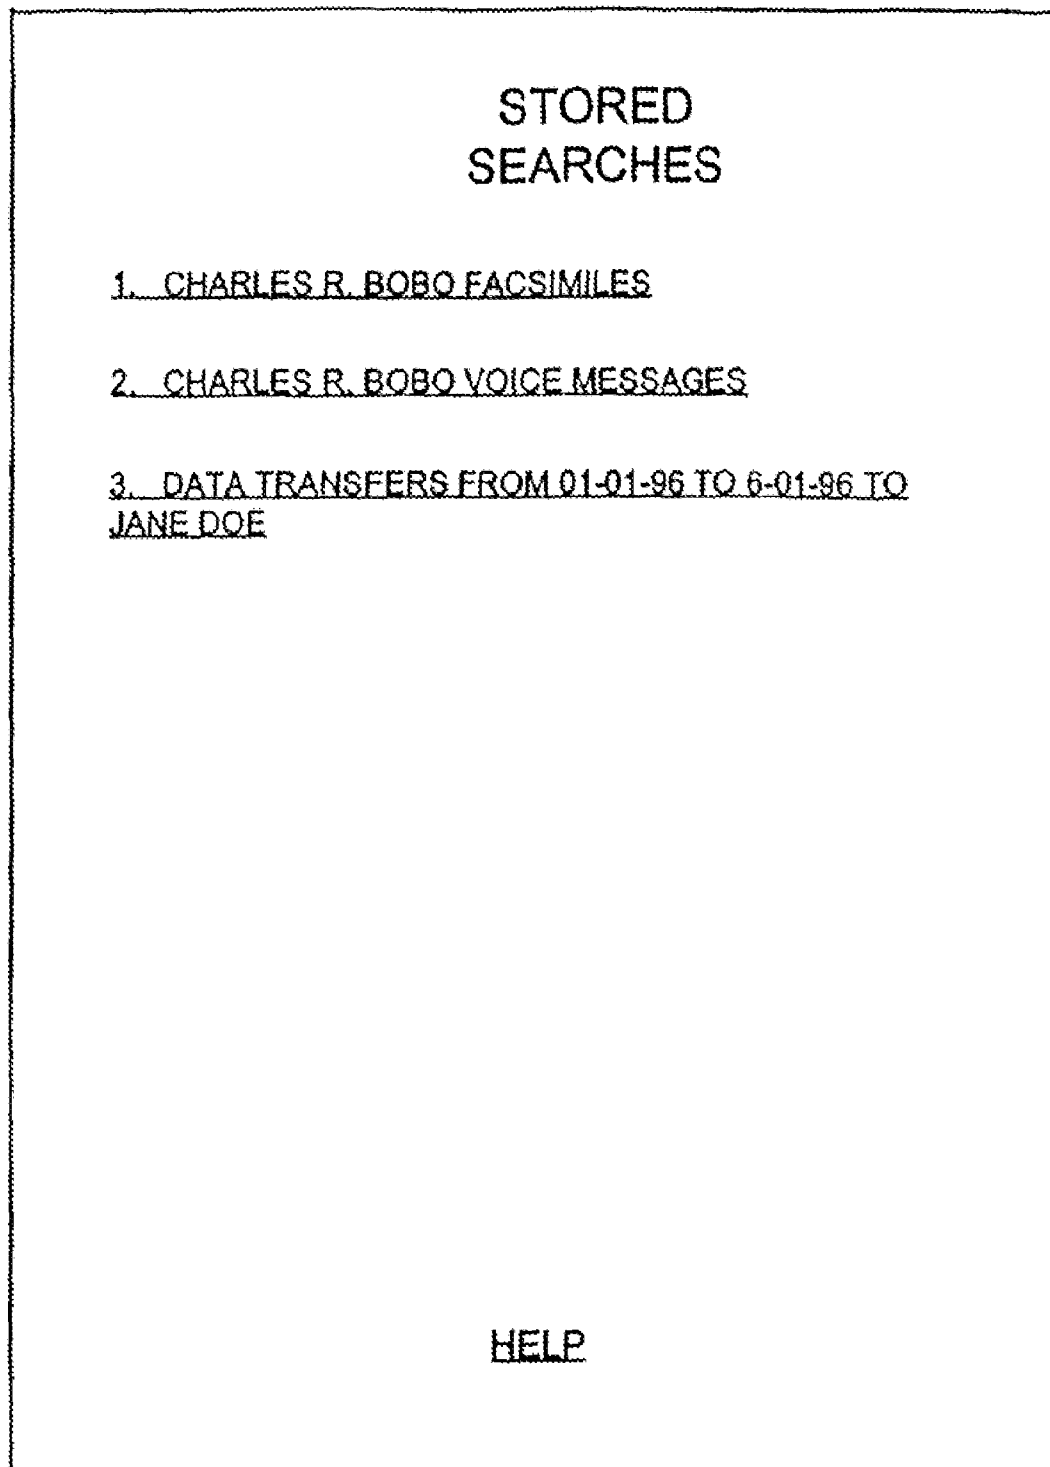 STORED
SEARCHES
1. CHARLES R. BOBO FACSIMILES
2. CHARLES R. BOBO VOICE MESSAGES
3. DATA TRANSFERS FROM 01-01-96 TO 6-01-96 TO
JANE DOE
HELP